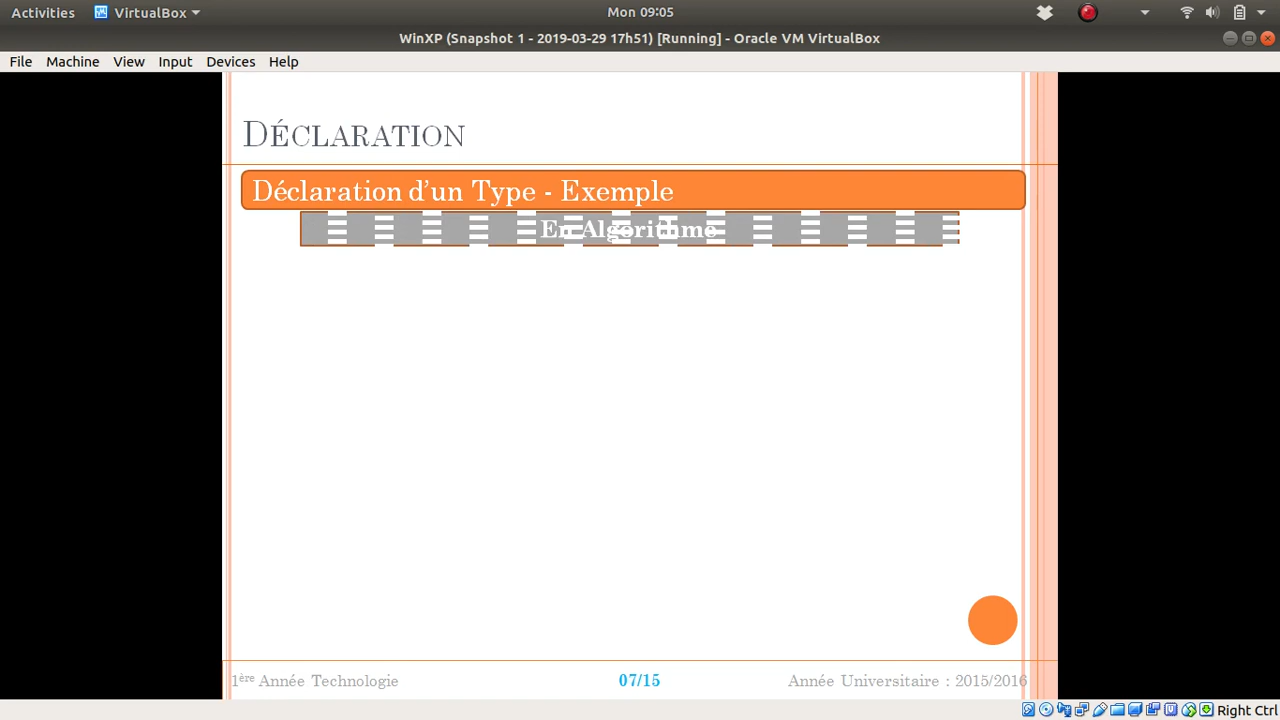 Activities VirtualBox Mon 09:05
WinXP (Snapshot 1 - 2019-03-29 17h51) [Running] - Oracle VM VirtualBox
File Machine View Input Devices Help
DÉCLARATION
Déclaration d'un Type - Exemple
En Algorithme
1ère Année Technologie 07/15 Année Universitaire : 2015/2016
Right Ctrl